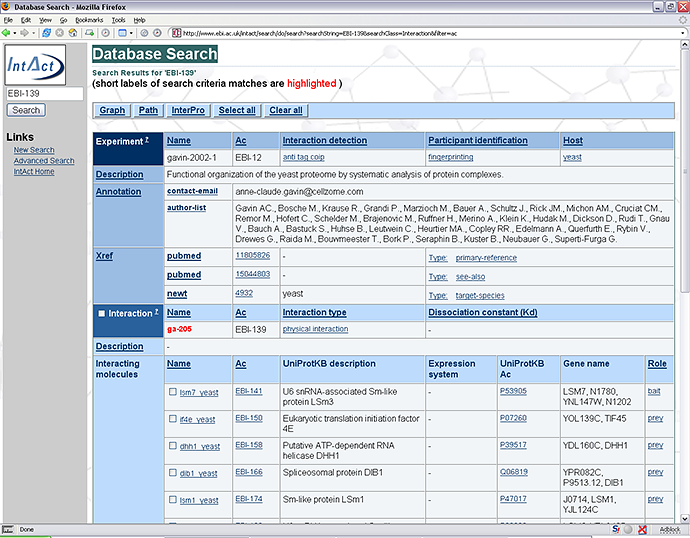 Database Search - Mozilla Firefox
File Edit View Go Bookmarks Tools Help
http://www.ebi.ac.uk/intact/search/do/search?searchString=EBI-139&searchClass=Interaction&filter=ac
IntAct
EBI-139
Search
Links
New Search
Advanced Search
IntAct Home
Database Search
Search Results for 'EBI-139'
(short labels of search criteria matches are highlighted )
Graph Path InterPro Select all Clear all
Experiment ? Name Ac Interaction detection Participant identification Host
gavin-2002-1 EBI-12 anti tag coip fingerprinting yeast
Description Functional organization of the yeast proteome by systematic analysis of protein complexes.
Annotation contact-email anne-claude.gavin@cellzome.com
author-list Gavin AC., Bosche M., Krause R., Grandi P., Marzioch M., Bauer A., Schultz J., Rick JM., Michon AM., Cruciat CM.,
Remor M., Hofert C., Schelder M., Brajenovic M., Ruffner H., Merino A., Klein K., Hudak M., Dickson D., Rudi T., Gnau
V., Bauch A., Bastuck S., Huhse B., Leutwein C., Heurtier MA., Copley RR., Edelmann A., Querfurth E., Rybin V.,
Drewes G., Raida M., Bouwmeester T., Bork P., Seraphin B., Kuster B., Neubauer G., Superti-Furga G.
Xref pubmed 11805826 - Type: primary-reference
pubmed 15044803 - Type: see-also
newt 4932 yeast Type: target-species
Interaction ? Name Ac Interaction type Dissociation constant (Kd)
ga-205 EBI-139 physical interaction -
Description -
Interacting molecules Name Ac UniProtKB description Expression system UniProtKB Ac Gene name Role
lsm7_yeast EBI-141 U6 snRNA-associated Sm-like protein LSm3 - P53905 LSM7, N1780, YNL147W, N1202 bait
if4e_yeast EBI-150 Eukaryotic translation initiation factor 4E - P07260 YOL139C, TIF45 prey
dhh1_yeast EBI-158 Putative ATP-dependent RNA helicase DHH1 - P39517 YDL160C, DHH1 prey
dib1_yeast EBI-166 Spliceosomal protein DIB1 - Q06819 YPR082C, P9513.12, DIB1 prey
lsm1_yeast EBI-174 Sm-like protein LSm1 - P47017 J0714, LSM1, YJL124C prey
Done
Adblock